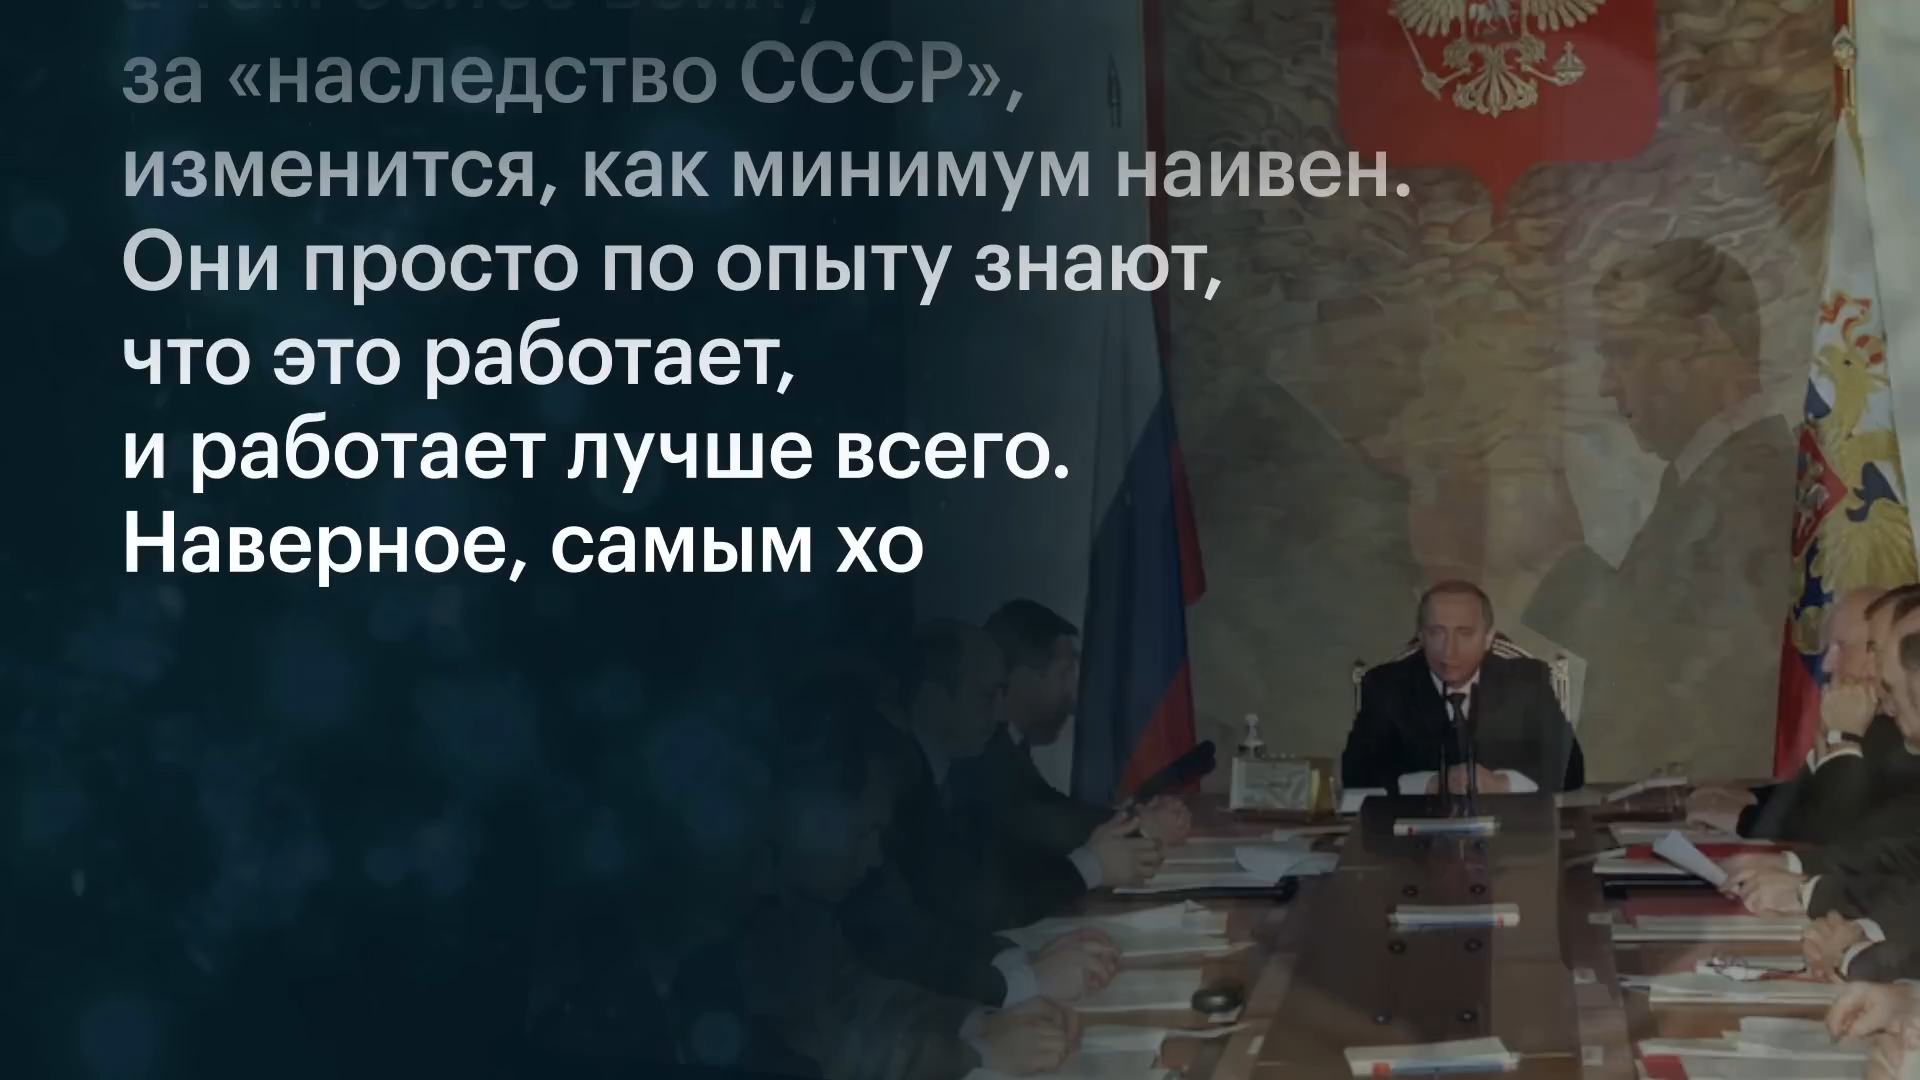 за «наследство СССР»,
изменится, как минимум наивен.
Они просто по опыту знают,
что это работает,
и работает лучше всего.
Наверное, самым хо